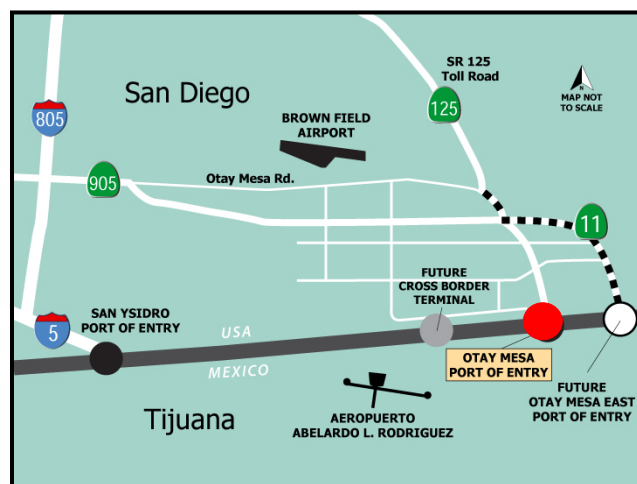 San Diego
SR 125
Toll Road
125
MAP NOT
TO SCALE
805
BROWN FIELD
AIRPORT
905
Otay Mesa Rd.
11
FUTURE
CROSS BORDER
TERMINAL
SAN YSIDRO
PORT OF ENTRY
5
USA
MEXICO
OTAY MESA
PORT OF ENTRY
FUTURE
OTAY MESA EAST
PORT OF ENTRY
Tijuana
AEROPUERTO
ABELARDO L. RODRIGUEZ